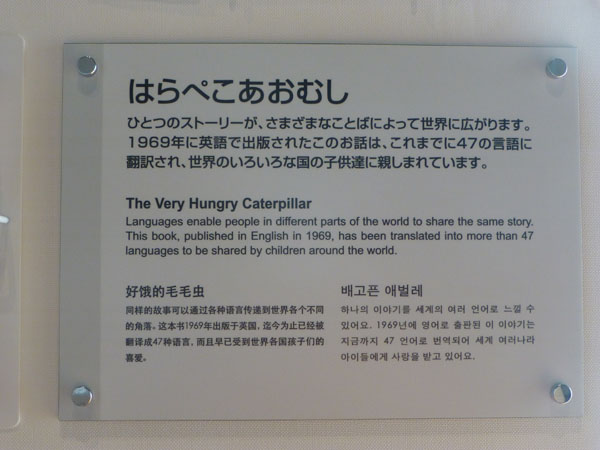 はらぺこあおむし
ひとつのストーリーが、さまざまなことばによって世界に広がります。
1969年に英語で出版されたこのお話は、これまでに47の言語に
翻訳され、世界のいろいろな国の子供達に親しまれています。
The Very Hungry Caterpillar
Languages enable people in different parts of the world to share the same story.
This book, published in English in 1969, has been translated into more than 47
languages to be shared by children around the world.
好饿的毛毛虫
同样的故事可以通过各种语言传递到世界各个不同
的角落。这本书1969年出版于英国，迄今为止已经被
翻译成47种语言，而且早已受到世界各国孩子们的
喜爱。
배고픈 애벌레
하나의 이야기를 세계의 여러 언어로 느낄 수
있어요. 1969년에 영어로 출판된 이 이야기는
지금까지 47 언어로 번역되어 세계 여러나라
아이들에게 사랑을 받고 있어요.